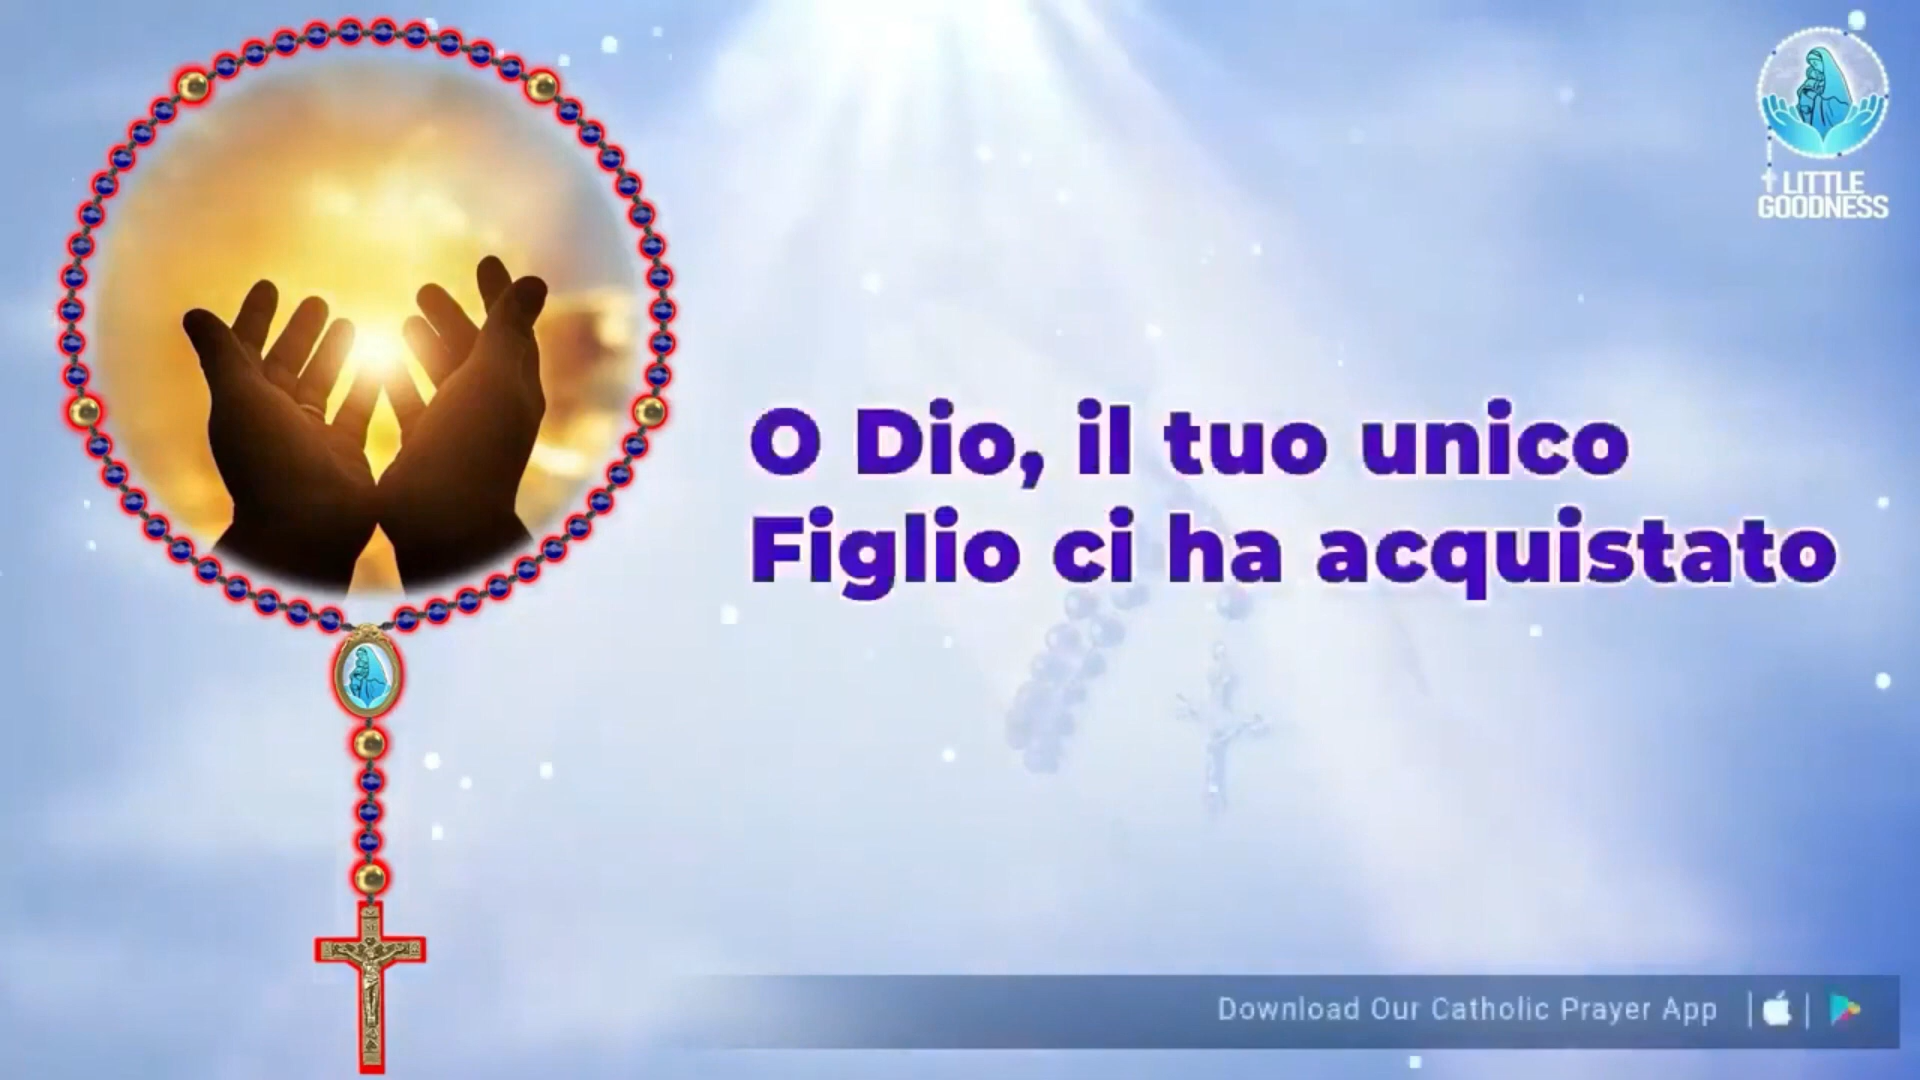 LITTLE
GOODNESS
O Dio, il tuo unico
Figlio ci ha acquistato
Download Our Catholic Prayer App